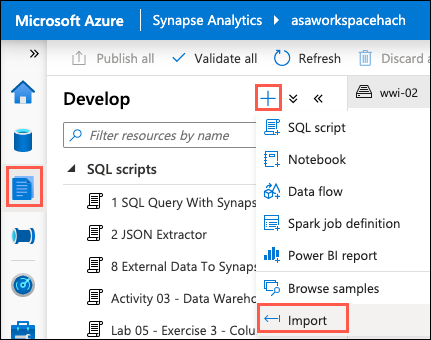 Microsoft Azure Synapse Analytics asaworkspacehach
Publish all Validate all Refresh Discard a
Develop
wwi-02
Filter resources by name
SQL scripts
1 SQL Query With Synaps
2 JSON Extractor
8 External Data To Synaps
Activity 03 - Data Wareho
Lab 05 - Exercise 3 - Colu
SQL script
Notebook
Data flow
Spark job definition
Power BI report
Browse samples
Import